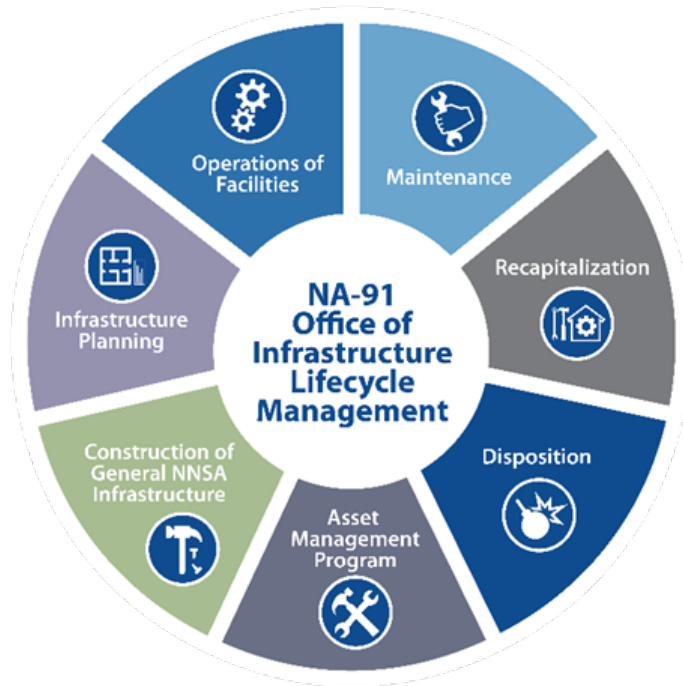 NA-91
Office of
Infrastructure
Lifecycle
Management
Maintenance
Recapitalization
Disposition
Asset
Management
Program
Construction of
General NNSA
Infrastructure
Infrastructure
Planning
Operations of
Facilities